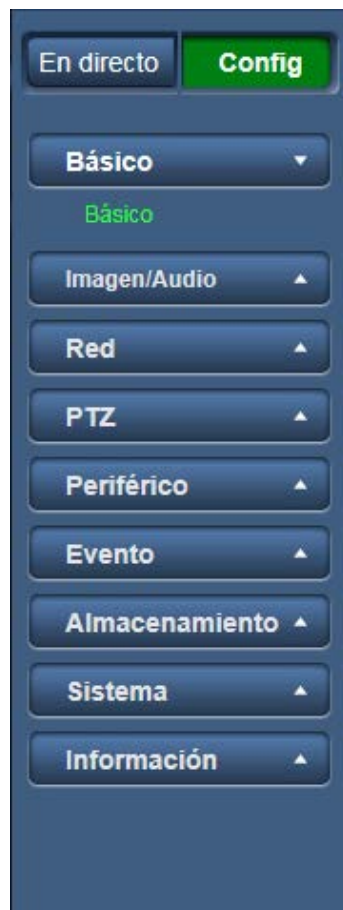 En directo Config
Básico
Básico
Imagen/Audio
Red
PTZ
Periférico
Evento
Almacenamiento
Sistema
Información